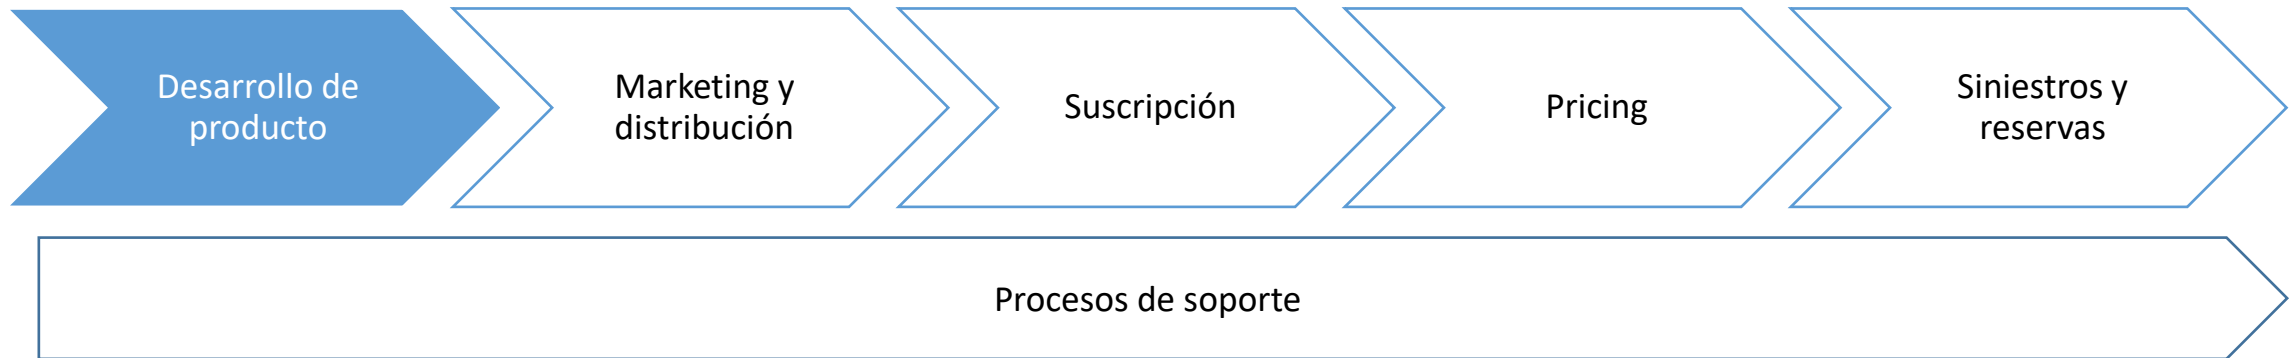 Desarrollo de
producto
Marketing y
distribución
Suscripción
Pricing
Siniestros y
reservas
Procesos de soporte